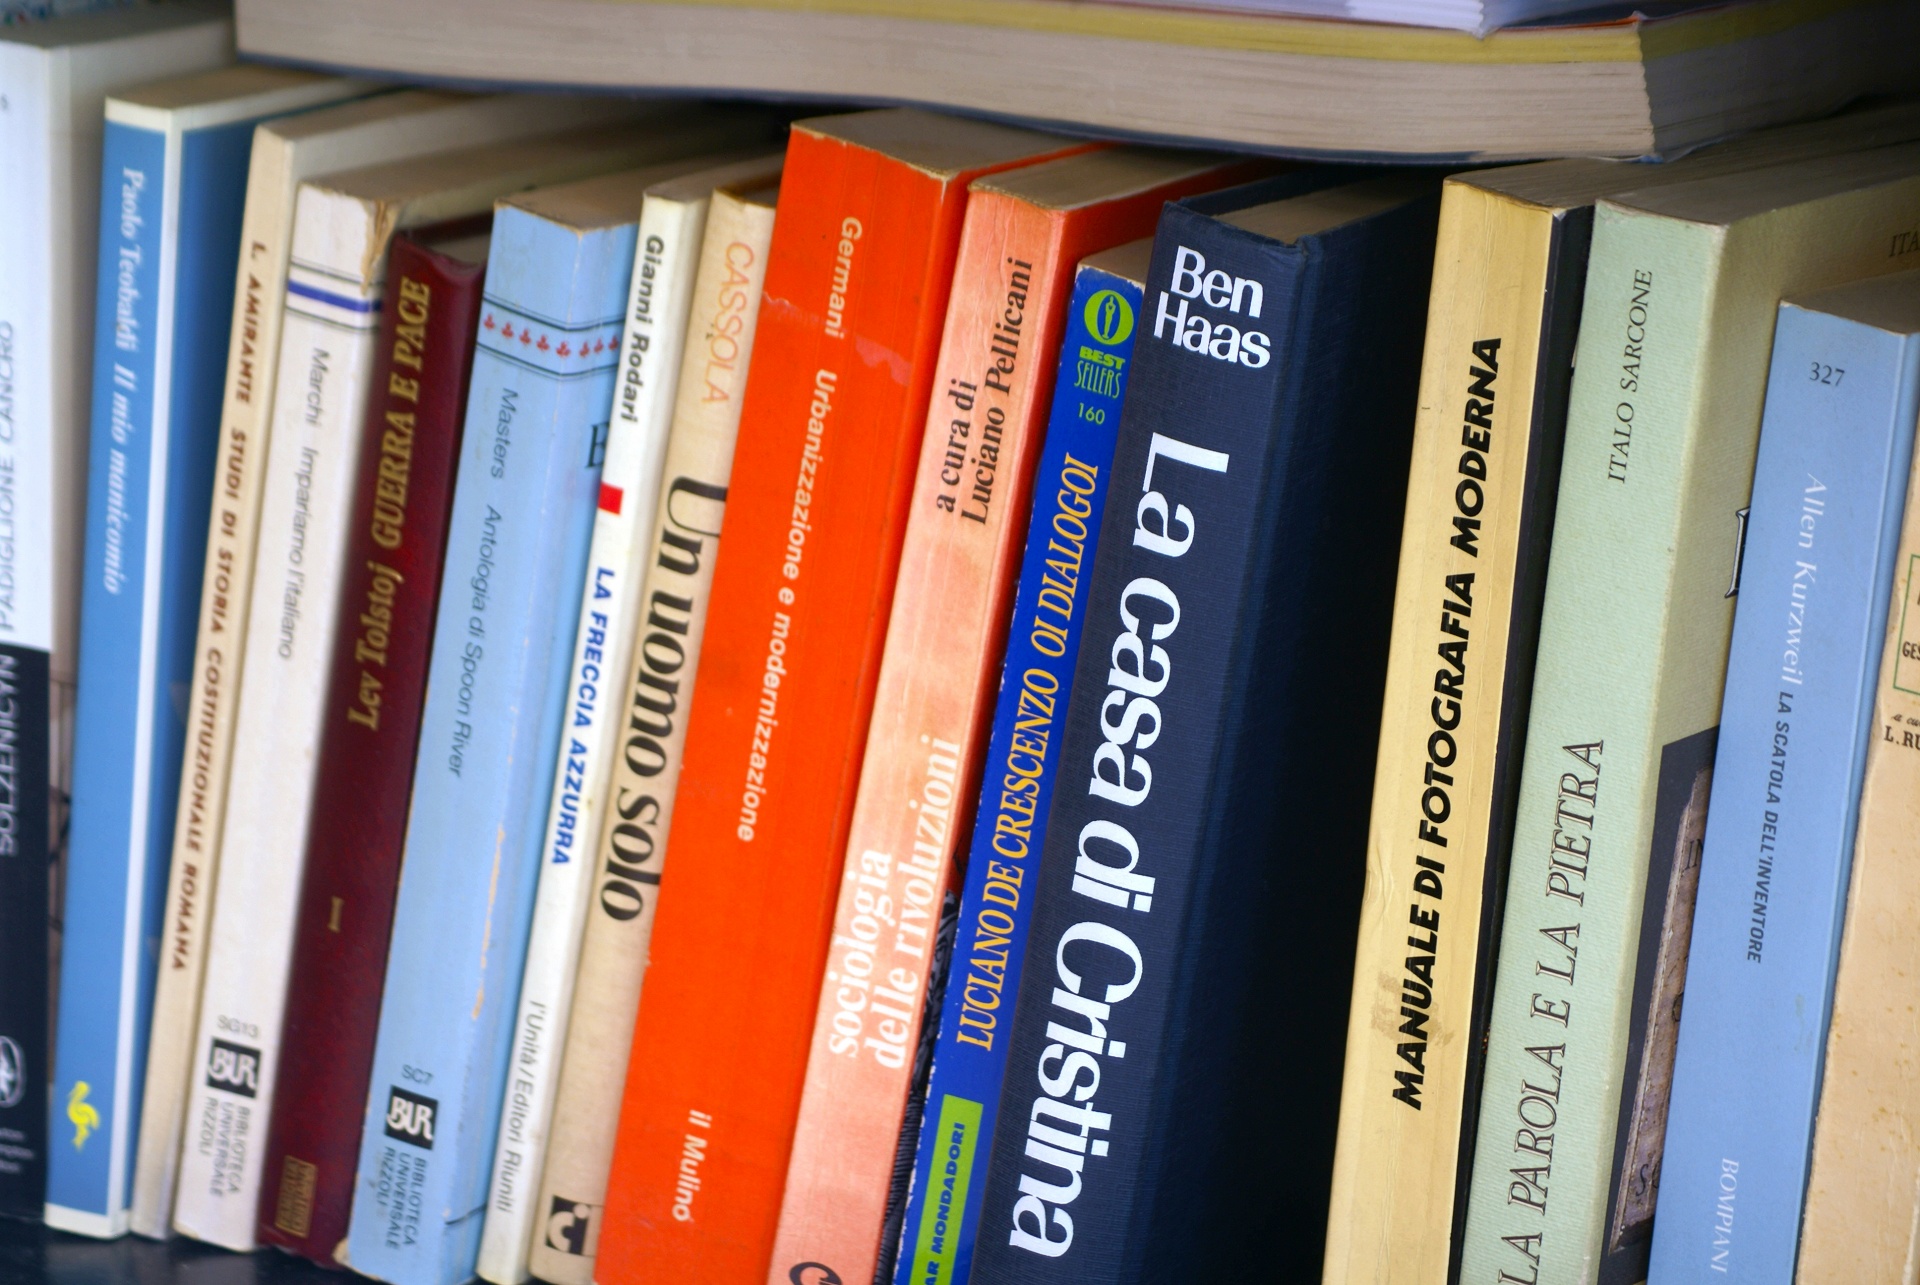 PADIGLIONE CANCRO
SOLZENICYN
Paolo Teobaldi Il mio manicomio
L. AMIRANTE STUDI DI STORIA COSTITUZIONALE ROMANA
Marchi Impariamo l'italiano
SG13
BUR
BIBLIOTECA
UNIVERSALE
RIZZOLI
Lev Tolstoj GUERRA E PACE
I
Masters Antologia di Spoon River
SC7
BUR
BIBLIOTECA
UNIVERSALE
RIZZOLI
Gianni Rodari
LA FRECCIA AZZURRA
l'Unità/Editori Riuniti
CASSOLA
Un uomo solo
Germani Urbanizzazione e modernizzazione
il Mulino
a cura di
Luciano Pellicani
sociologia
delle rivoluzioni
BEST
SELLERS
160
LUCIANO DE CRESCENZO OI DIALOGOI
AR MONDADORI
Ben
Haas
La casa di Cristina
MANUALE DI FOTOGRAFIA MODERNA
ITALO SARCONE
LA PAROLA E LA PIETRA
ITA
327
Allen Kurzweil LA SCATOLA DELL'INVENTORE
BOMPIANI
GES
L. RU